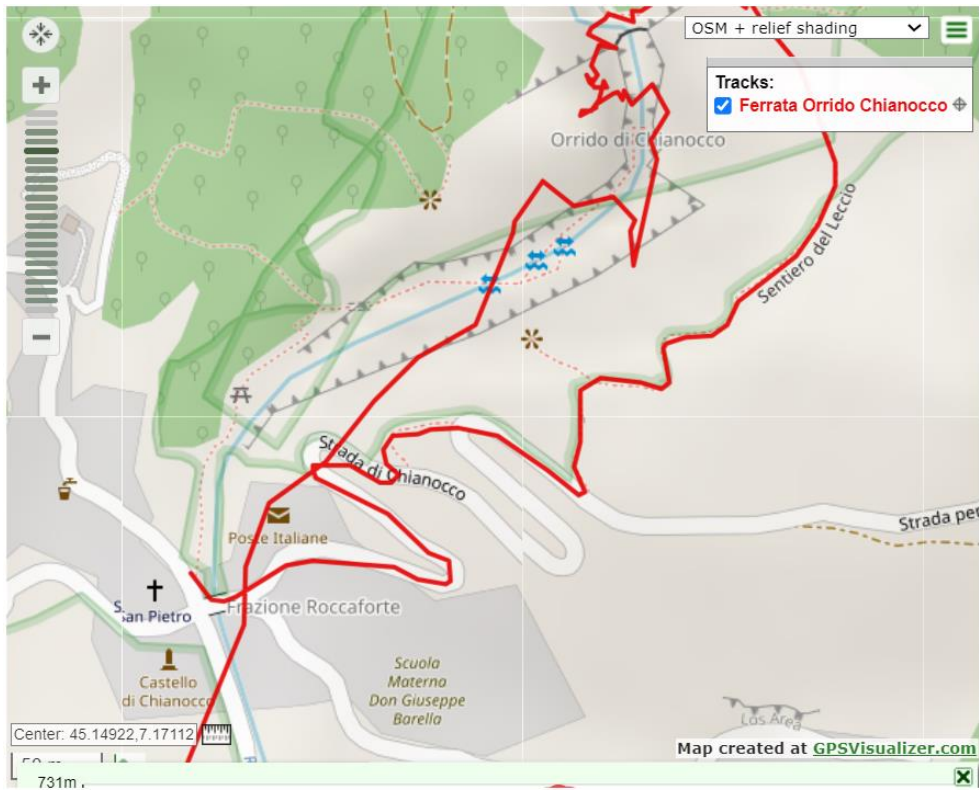 OSM + relief shading
Tracks:
Ferrata Orrido Chianocco
Orrido di Chianocco
Sentiero del Leccio
Strada di Chianocco
Poste Italiane
Strada per
San Pietro
Frazione Roccaforte
Castello
di Chianocco
Scuola
Materna
Don Giuseppe
Barella
Los Area
Center: 45.14922,7.17112
Map created at GPSVisualizer.com
50 m
731m